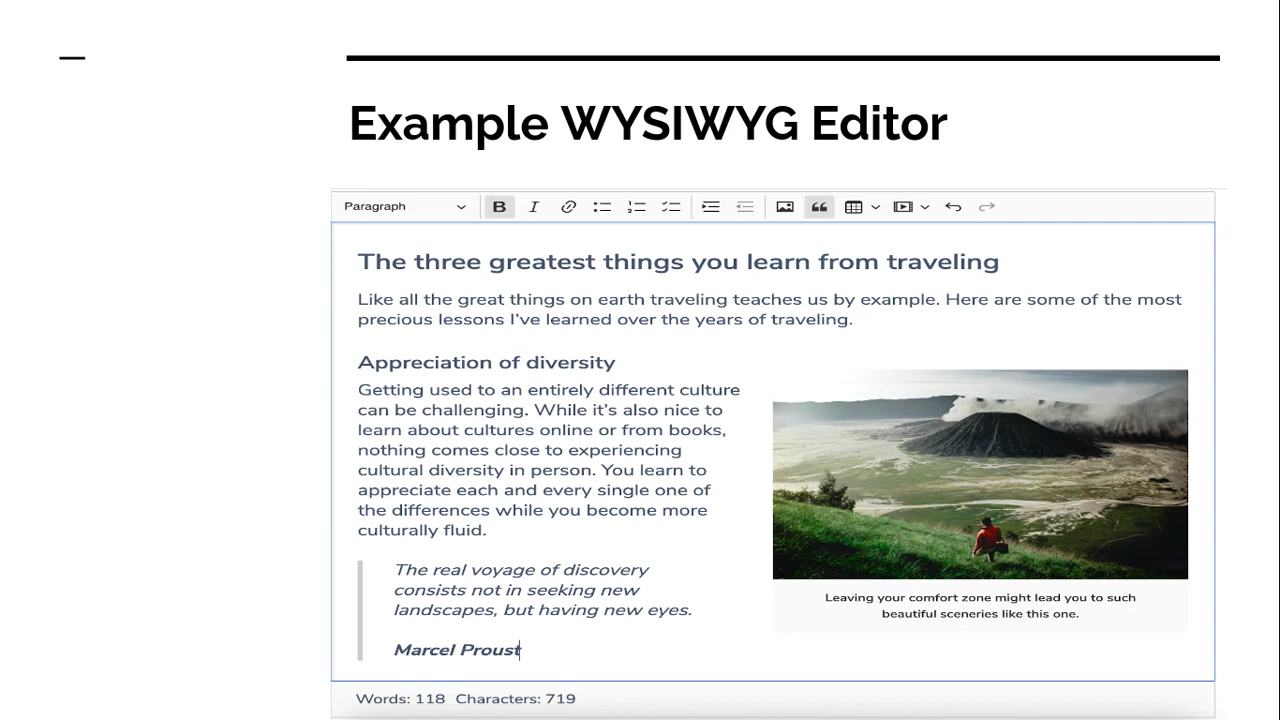 Example WYSIWYG Editor
Paragraph
B I
The three greatest things you learn from traveling
Like all the great things on earth traveling teaches us by example. Here are some of the most
precious lessons I’ve learned over the years of traveling.
Appreciation of diversity
Getting used to an entirely different culture
can be challenging. While it’s also nice to
learn about cultures online or from books,
nothing comes close to experiencing
cultural diversity in person. You learn to
appreciate each and every single one of
the differences while you become more
culturally fluid.
The real voyage of discovery
consists not in seeking new
landscapes, but having new eyes.
Marcel Proust
Leaving your comfort zone might lead you to such
beautiful sceneries like this one.
Words: 118 Characters: 719